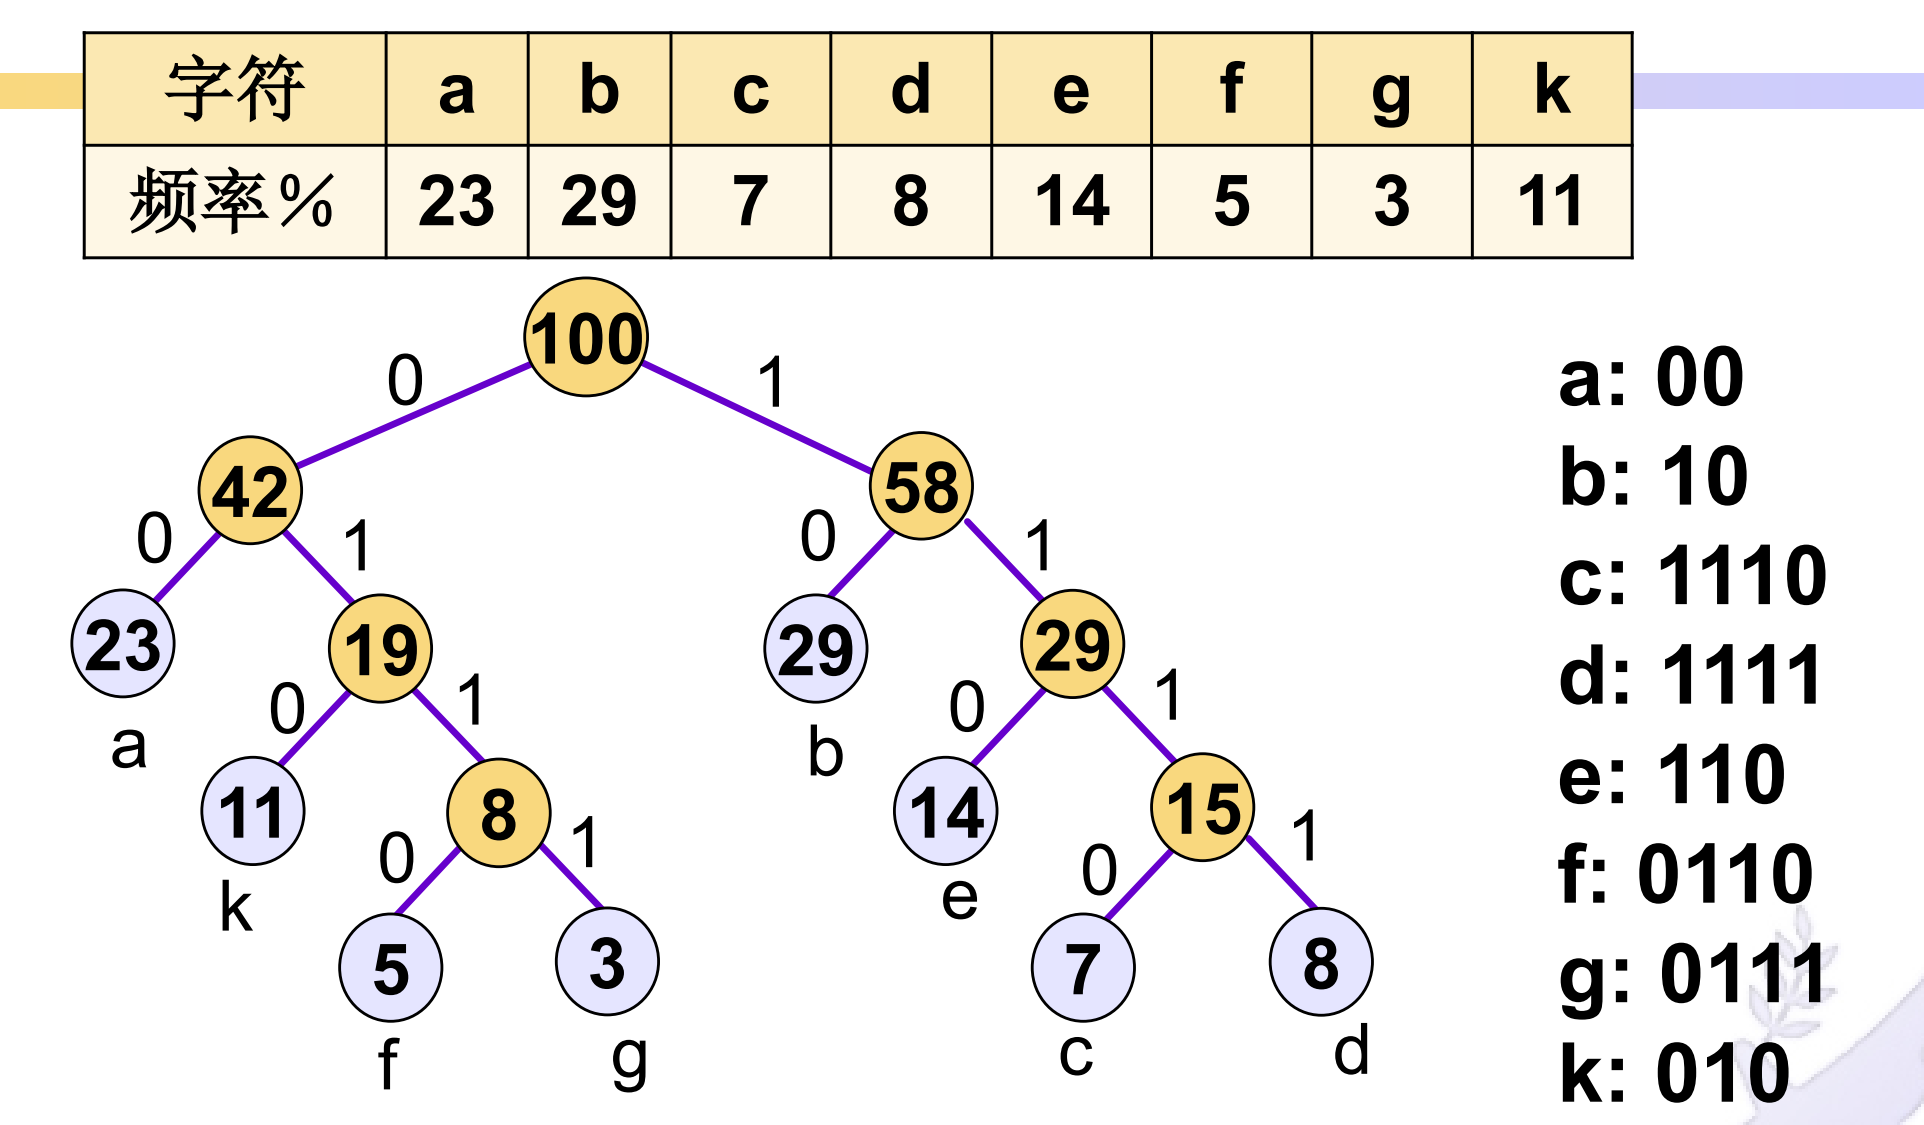 字符 a b c d e f g k
频率% 23 29 7 8 14 5 3 11
100
0 1
42 58
0 1 0 1
23 19 29 29
a b
0 1 0 1
11 8 14 15
k e
0 1 0 1
5 3 7 8
f g c d
a: 00
b: 10
c: 1110
d: 1111
e: 110
f: 0110
g: 0111
k: 010